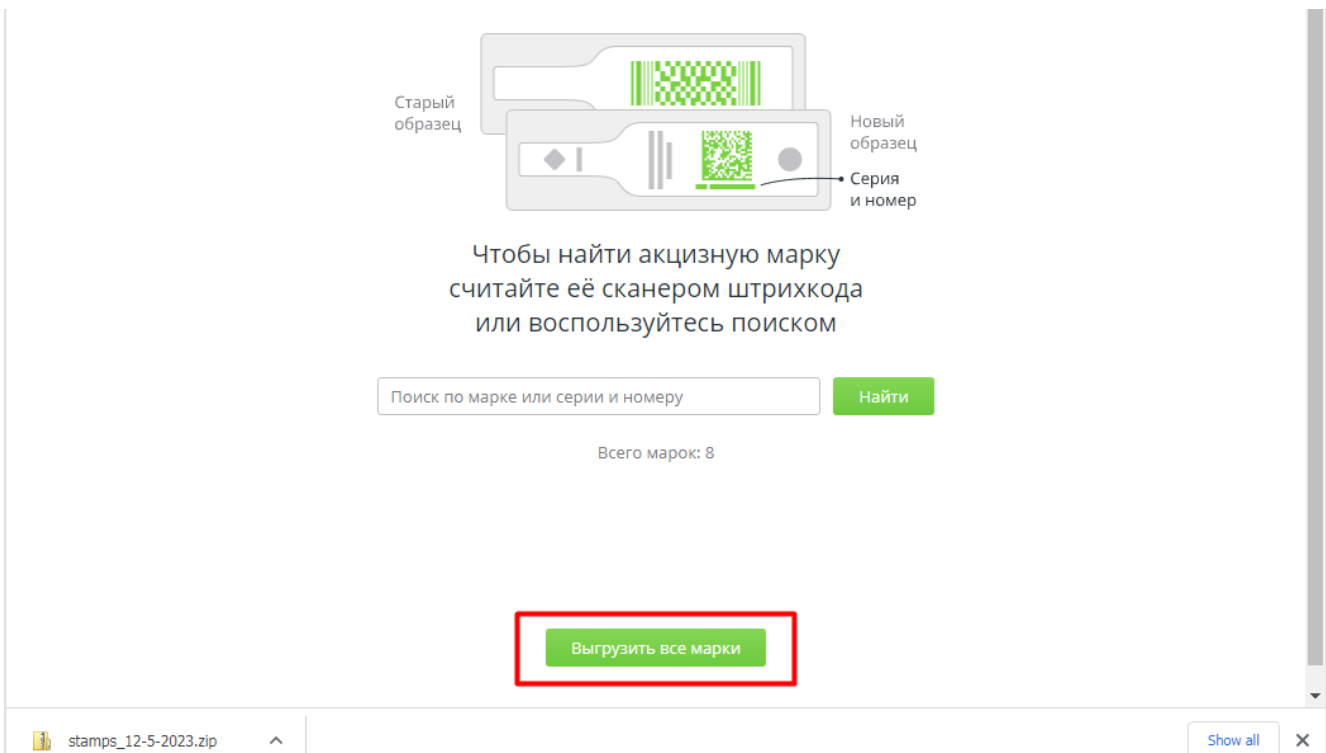 Старый
образец
Новый
образец
Серия
и номер
Чтобы найти акцизную марку
считайте её сканером штрихкода
или воспользуйтесь поиском
Поиск по марке или серии и номеру
Найти
Всего марок: 8
Выгрузить все марки
stamps_12-5-2023.zip
Show all